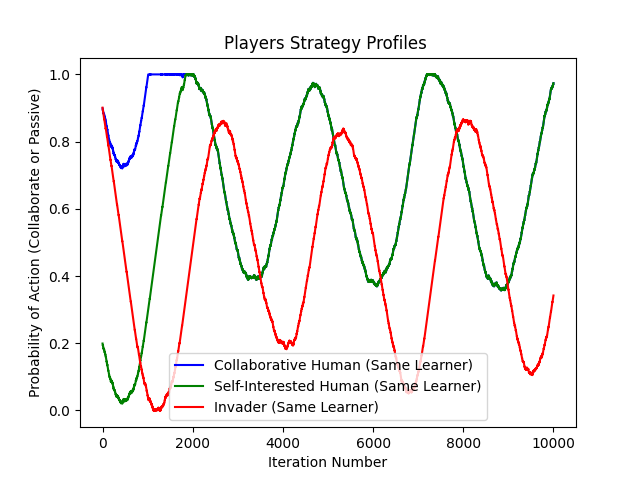 Players Strategy Profiles
Probability of Action (Collaborate or Passive)
1.0
0.8
0.6
0.4
0.2
0.0
Collaborative Human (Same Learner)
Self-Interested Human (Same Learner)
Invader (Same Learner)
0 2000 4000 6000 8000 10000
Iteration Number